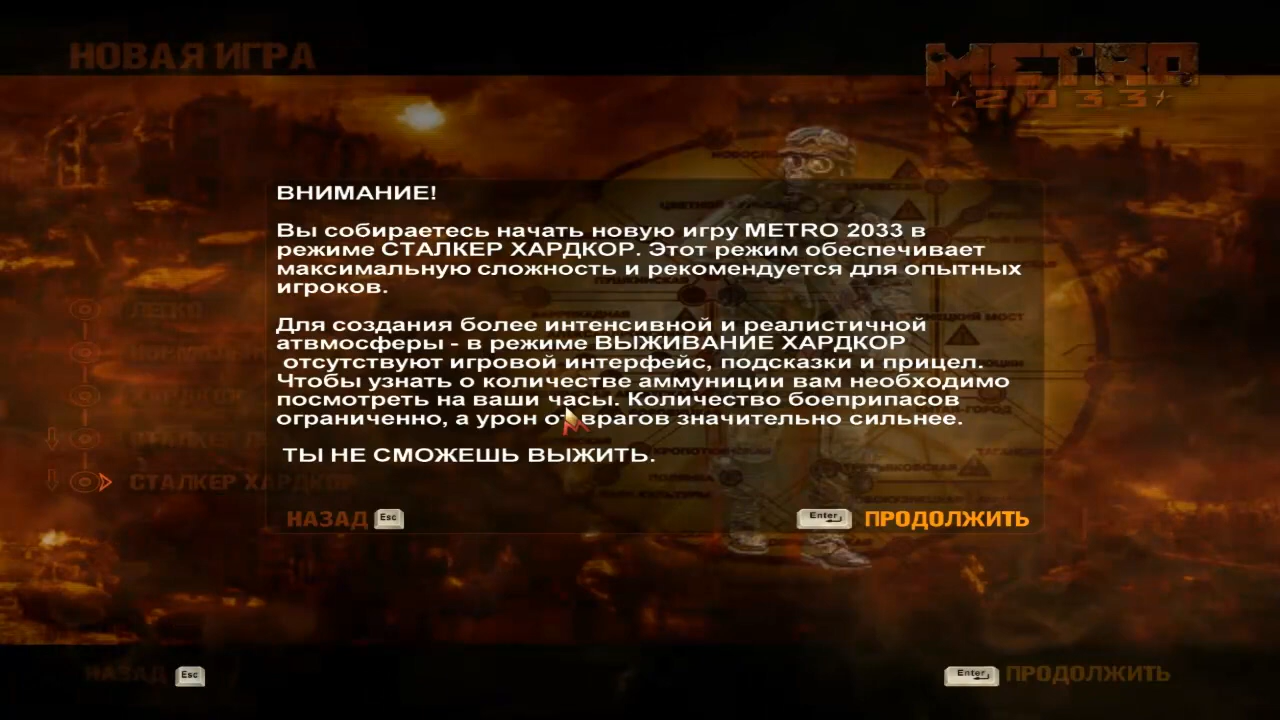 НОВАЯ ИГРА
METRO
2033
ВНИМАНИЕ!
Вы собираетесь начать новую игру METRO 2033 в
режиме СТАЛКЕР ХАРДКОР. Этот режим обеспечивает
максимальную сложность и рекомендуется для опытных
игроков.
Для создания более интенсивной и реалистичной
атвмосферы - в режиме ВЫЖИВАНИЕ ХАРДКОР
отсутствуют игровой интерфейс, подсказки и прицел.
Чтобы узнать о количестве аммуниции вам необходимо
посмотреть на ваши часы. Количество боеприпасов
ограниченно, а урон от врагов значительно сильнее.
ТЫ НЕ СМОЖЕШЬ ВЫЖИТЬ.
ЛЕГКО
СТАЛКЕР ХАРДКОР
НАЗАД Esc
Enter ПРОДОЛЖИТЬ
НАЗАД Esc
Enter ПРОДОЛЖИТЬ